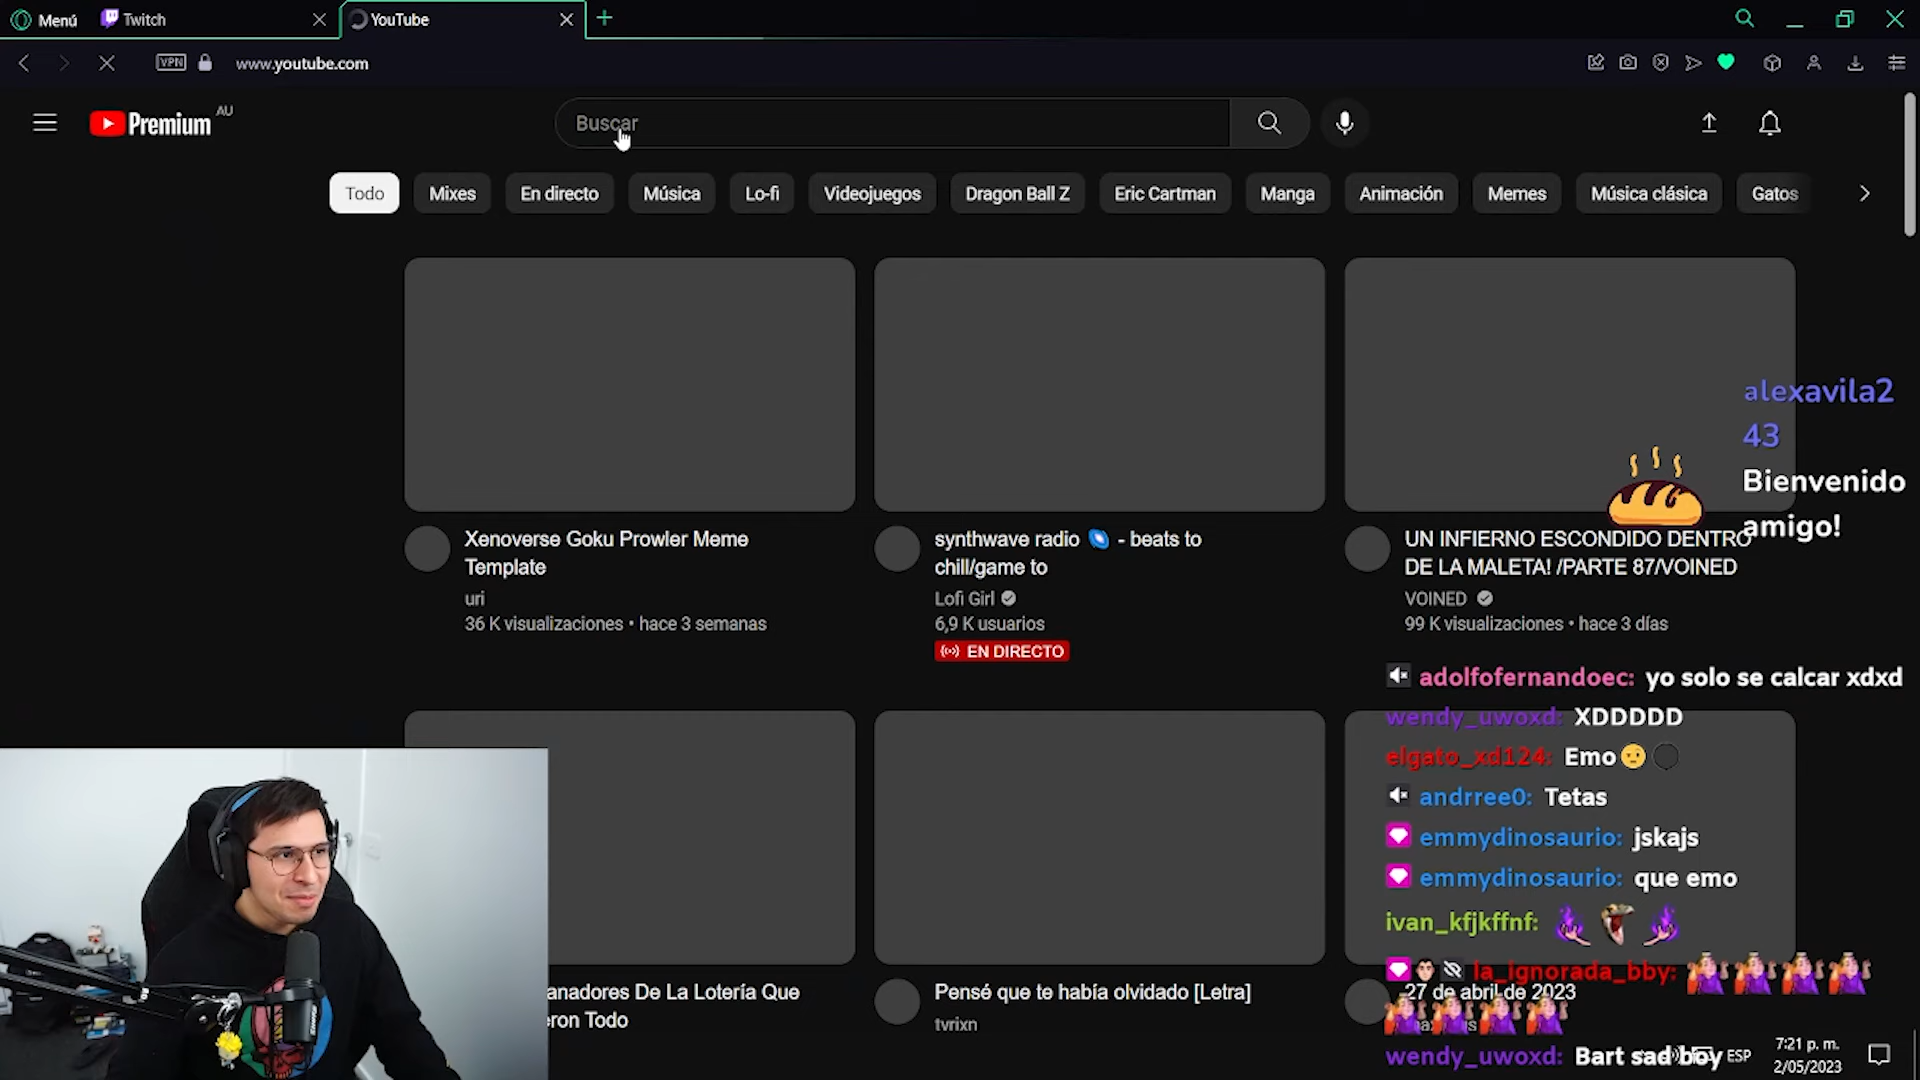 Menú
Twitch
YouTube
VPN
www.youtube.com
Premium
AU
Buscar
Todo
Mixes
En directo
Música
Lo-fi
Videojuegos
Dragon Ball Z
Eric Cartman
Manga
Animación
Memes
Música clásica
Gatos
Xenoverse Goku Prowler Meme
Template
uri
36 K visualizaciones • hace 3 semanas
synthwave radio 🌌 - beats to
chill/game to
Lofi Girl
6,9 K usuarios
EN DIRECTO
UN INFIERNO ESCONDIDO DENTRO
DE LA MALETA! /PARTE 87/VOINED
VOINED
99 K visualizaciones • hace 3 días
alexavila2
43
Bienvenido
amigo!
adolfofernandoec: yo solo se calcar xdxd
wendy_uwoxd: XDDDDD
elgato_xd124: Emo
andrree0: Tetas
emmydinosaurio: jskajs
emmydinosaurio: que emo
ivan_kfjkffnf:
la_ignorada_bby:
wendy_uwoxd: Bart sad boy
anadores De La Lotería Que
ron Todo
Pensé que te había olvidado [Letra]
tvrixn
27 de abril de 2023
ESP
7:21 p. m.
2/05/2023